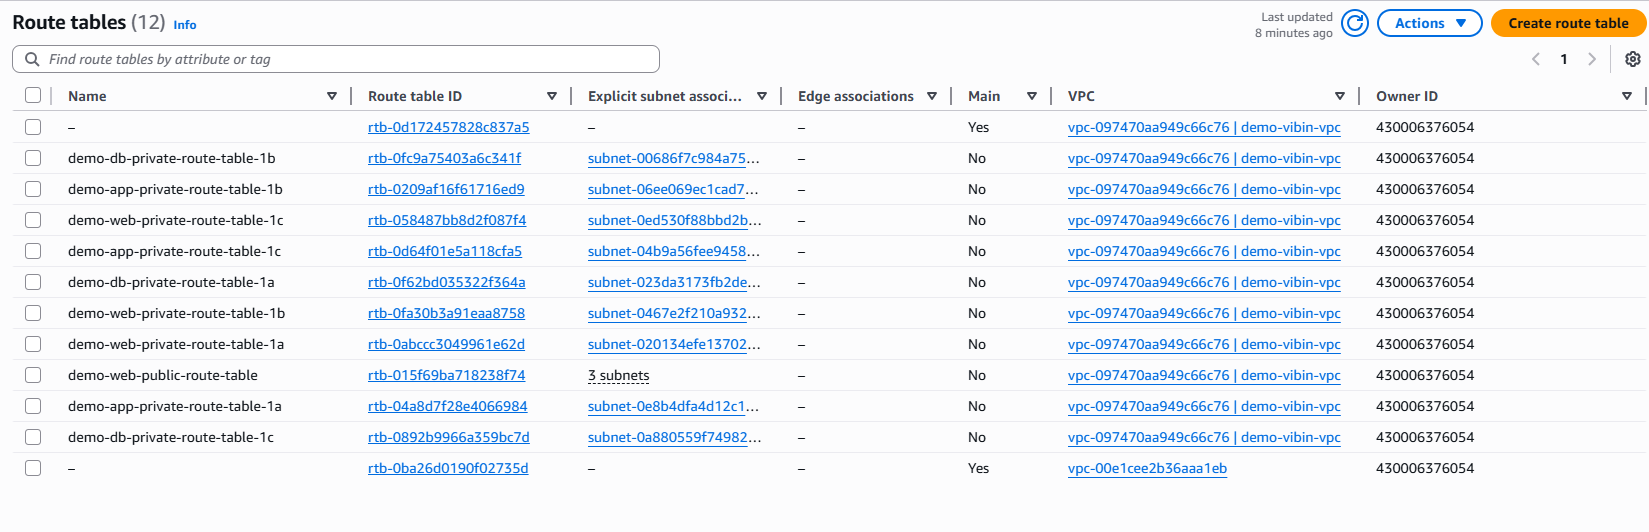 Route tables (12) Info
Last updated
8 minutes ago
Actions
Create route table
Find route tables by attribute or tag
1
Name Route table ID Explicit subnet associ... Edge associations Main VPC Owner ID
– rtb-0d172457828c837a5 – – Yes vpc-097470aa949c66c76 | demo-vibin-vpc 430006376054
demo-db-private-route-table-1b rtb-0fc9a75403a6c341f subnet-00686f7c984a75... – No vpc-097470aa949c66c76 | demo-vibin-vpc 430006376054
demo-app-private-route-table-1b rtb-0209af16f61716ed9 subnet-06ee069ec1cad7... – No vpc-097470aa949c66c76 | demo-vibin-vpc 430006376054
demo-web-private-route-table-1c rtb-058487bb8d2f087f4 subnet-0ed530f88bbd2b... – No vpc-097470aa949c66c76 | demo-vibin-vpc 430006376054
demo-app-private-route-table-1c rtb-0d64f01e5a118cfa5 subnet-04b9a56fee9458... – No vpc-097470aa949c66c76 | demo-vibin-vpc 430006376054
demo-db-private-route-table-1a rtb-0f62bd035322f364a subnet-023da3173fb2de... – No vpc-097470aa949c66c76 | demo-vibin-vpc 430006376054
demo-web-private-route-table-1b rtb-0fa30b3a91eaa8758 subnet-0467e2f210a932... – No vpc-097470aa949c66c76 | demo-vibin-vpc 430006376054
demo-web-private-route-table-1a rtb-0abccc3049961e62d subnet-020134efe13702... – No vpc-097470aa949c66c76 | demo-vibin-vpc 430006376054
demo-web-public-route-table rtb-015f69ba718238f74 3 subnets – No vpc-097470aa949c66c76 | demo-vibin-vpc 430006376054
demo-app-private-route-table-1a rtb-04a8d7f28e4066984 subnet-0e8b4dfa4d12c1... – No vpc-097470aa949c66c76 | demo-vibin-vpc 430006376054
demo-db-private-route-table-1c rtb-0892b9966a359bc7d subnet-0a880559f74982... – No vpc-097470aa949c66c76 | demo-vibin-vpc 430006376054
– rtb-0ba26d0190f02735d – – Yes vpc-00e1cee2b36aaa1eb 430006376054